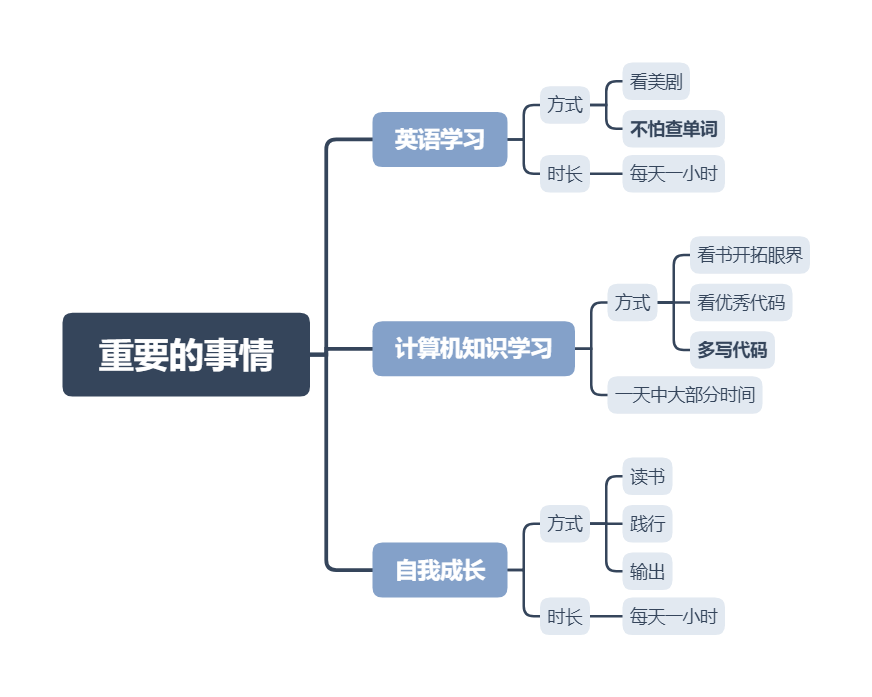 重要的事情
英语学习
方式
看美剧
不怕查单词
时长
每天一小时
计算机知识学习
方式
看书开拓眼界
看优秀代码
多写代码
一天中大部分时间
自我成长
方式
读书
践行
输出
时长
每天一小时